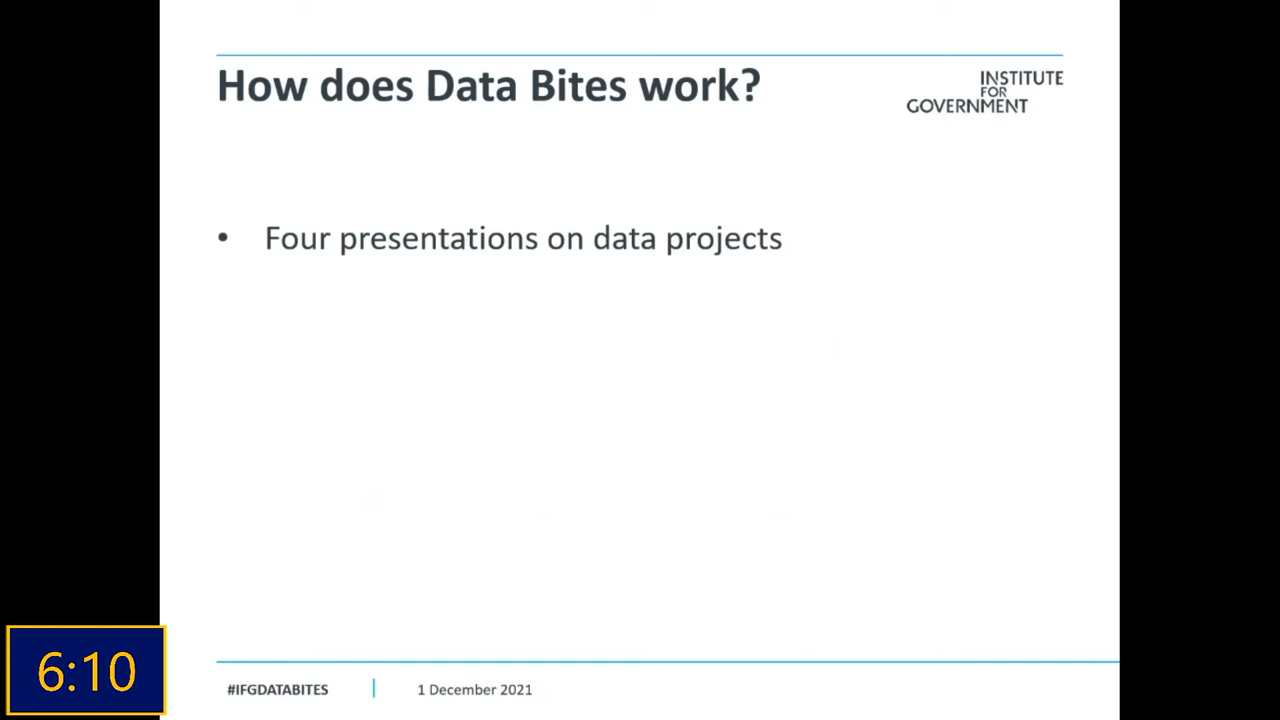 How does Data Bites work?
INSTITUTE
FOR
GOVERNMENT
• Four presentations on data projects
6:10
#IFGDATABITES
1 December 2021